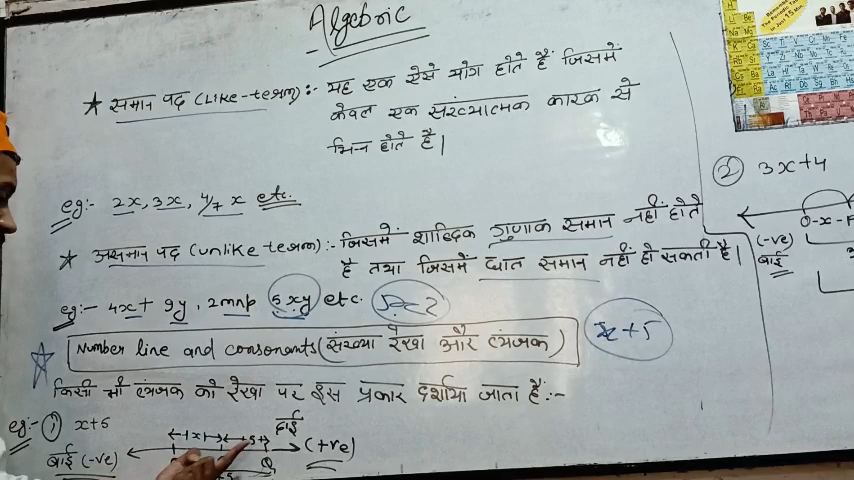 Algebric
★ समान पद (Like-term):- यह एक ऐसे योग होते हैं जिसमें
केवल एक संख्यात्मक कारक से
भिन्न होते है।
eg:- 2x, 3x, 4/7 x etc.
★ असमान पद (unlike-term):- जिसमें शाब्दिक गुणांक समान नहीं होते
है तथा जिसमें घात समान नहीं हो सकती है।
eg:- 4x + 9y, 2mnp 5xy etc.
x+5
Number line and consonants (संख्या रेखा और व्यंजक)
किसी भी व्यंजक को रेखा पर इस प्रकार दर्शाया जाता है:-
eg:- ① x+5
दाई
बाई (-ve)
(+ve)
② 3x+4
(-ve)
बाई